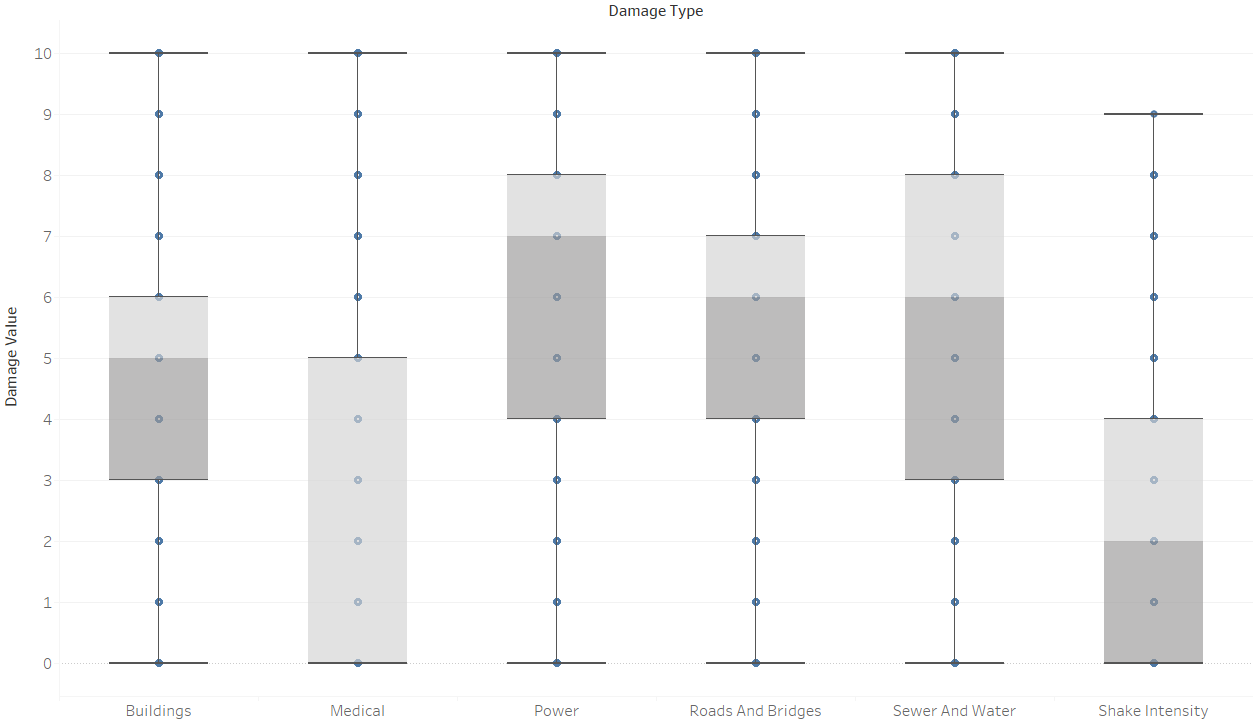 Damage Type
Damage Value
10
9
8
7
6
5
4
3
2
1
0
Buildings
Medical
Power
Roads And Bridges
Sewer And Water
Shake Intensity